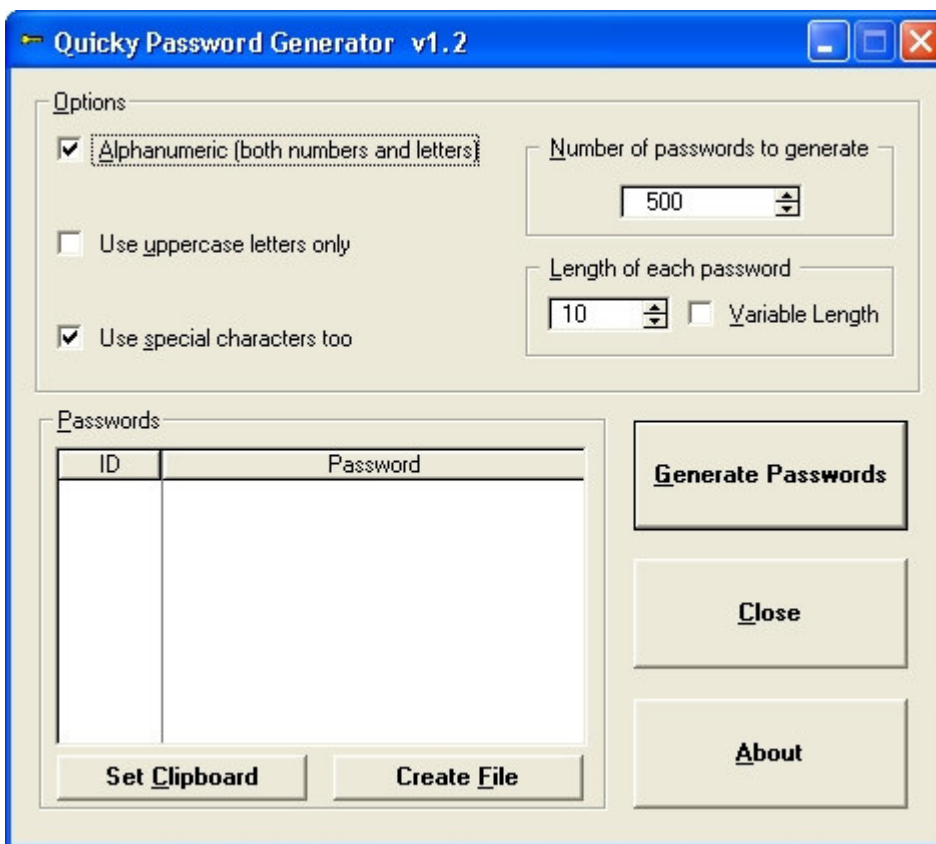 Quicky Password Generator v1.2
Options
Alphanumeric (both numbers and letters)
Use uppercase letters only
Use special characters too
Number of passwords to generate
500
Length of each password
10
Variable Length
Passwords
ID Password
Set Clipboard
Create File
Generate Passwords
Close
About